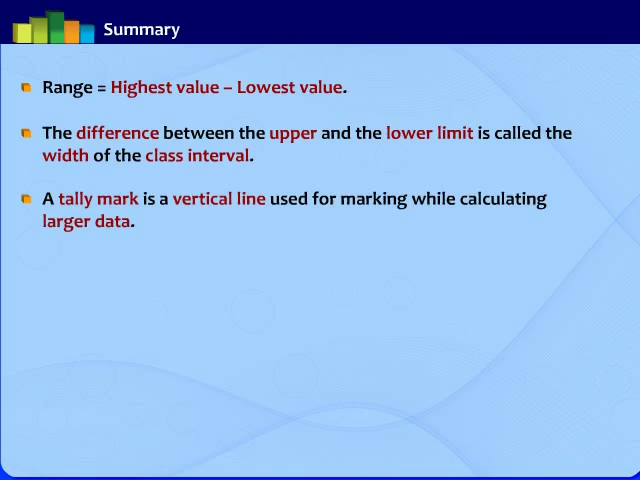 Summary
Range = Highest value – Lowest value.
The difference between the upper and the lower limit is called the
width of the class interval.
A tally mark is a vertical line used for marking while calculating
larger data.